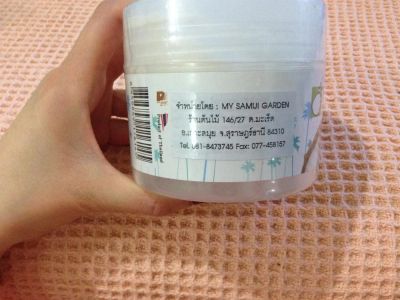 จำหน่ายโดย : MY SAMUI GARDEN
ร้านต้นไม้ 146/27 ต.มะเร็ต
อ.เกาะสมุย จ.สุราษฎร์ธานี 84310
Tel. 081-8473745 Fax: 077-458157